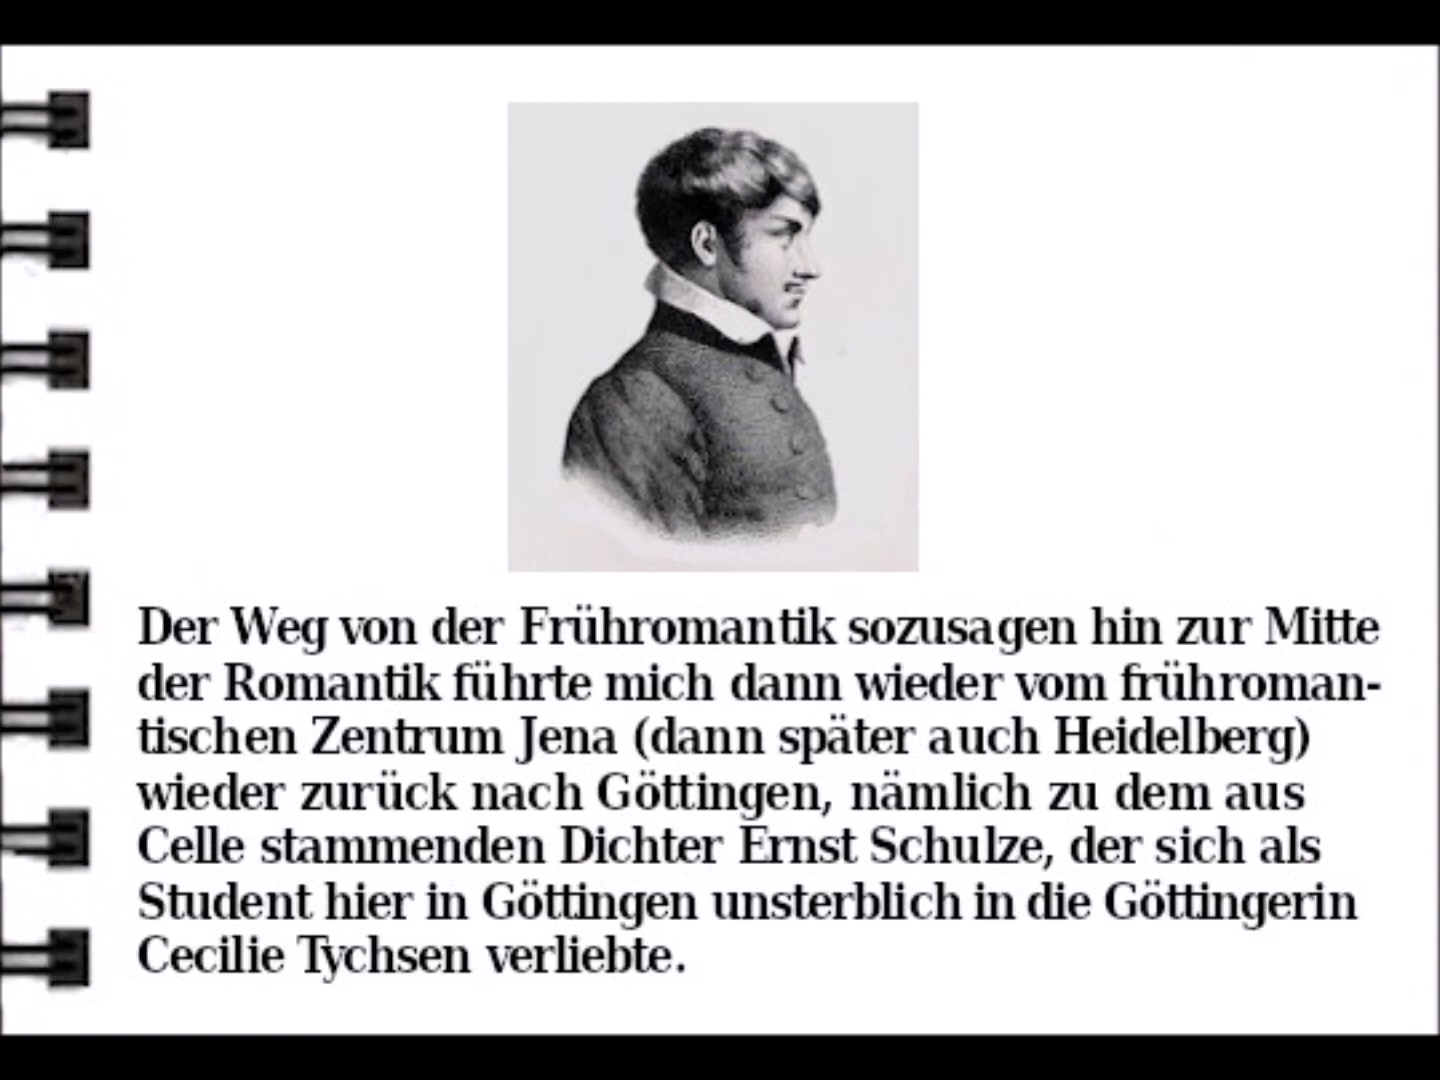 Der Weg von der Frühromantik sozusagen hin zur Mitte
der Romantik führte mich dann wieder vom frühroman-
tischen Zentrum Jena (dann später auch Heidelberg)
wieder zurück nach Göttingen, nämlich zu dem aus
Celle stammenden Dichter Ernst Schulze, der sich als
Student hier in Göttingen unsterblich in die Göttingerin
Cecilie Tychsen verliebte.